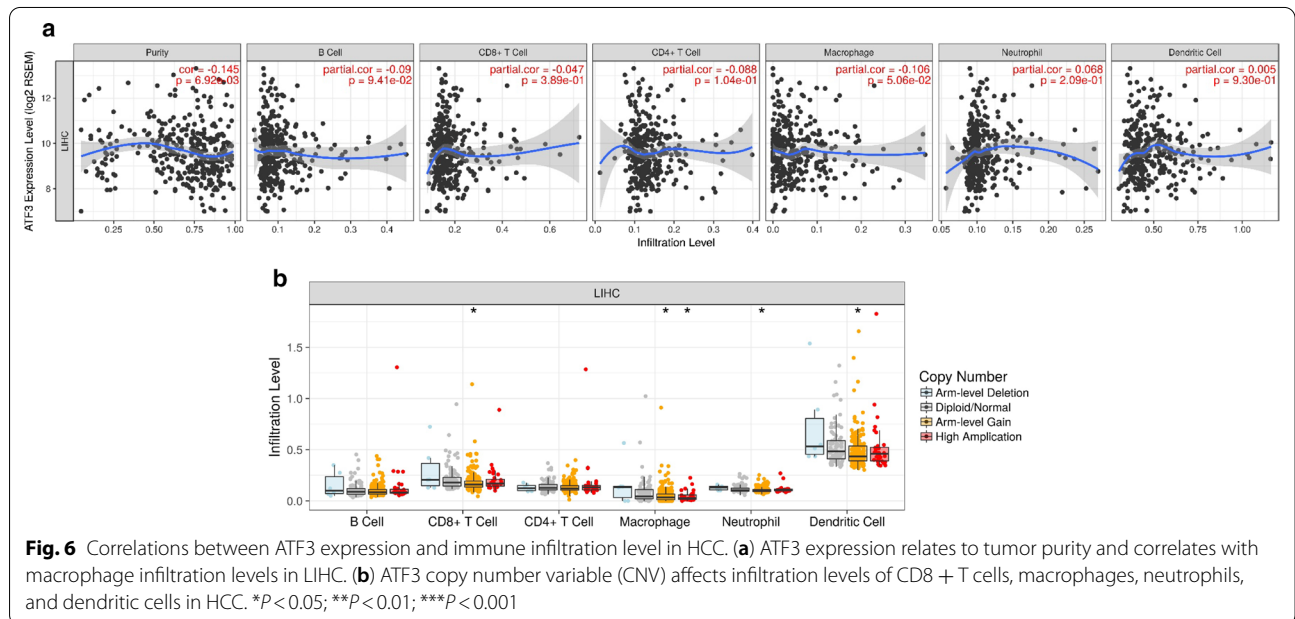 a
Purity
B Cell
CD8+ T Cell
CD4+ T Cell
Macrophage
Neutrophil
Dendritic Cell
ATF3 Expression Level (log2 RSEM)
LIHC
12
10
8
cor = -0.145
p = 6.92e-03
partial.cor = -0.09
p = 9.41e-02
partial.cor = -0.047
p = 3.89e-01
partial.cor = -0.088
p = 1.04e-01
partial.cor = -0.106
p = 5.06e-02
partial.cor = 0.068
p = 2.09e-01
partial.cor = 0.005
p = 9.30e-01
0.25 0.50 0.75 1.00
0.0 0.1 0.2 0.3 0.4
0.2 0.4 0.6
0.0 0.1 0.2 0.3 0.4
0.0 0.1 0.2 0.3
0.05 0.10 0.15 0.20 0.25
0.50 0.75 1.00
Infiltration Level
b
LIHC
* * * * *
Infiltration Level
1.5
1.0
0.5
0.0
B Cell
CD8+ T Cell
CD4+ T Cell
Macrophage
Neutrophil
Dendritic Cell
Copy Number
Arm-level Deletion
Diploid/Normal
Arm-level Gain
High Amplication
Fig. 6 Correlations between ATF3 expression and immune infiltration level in HCC. (a) ATF3 expression relates to tumor purity and correlates with
macrophage infiltration levels in LIHC. (b) ATF3 copy number variable (CNV) affects infiltration levels of CD8 + T cells, macrophages, neutrophils,
and dendritic cells in HCC. *P < 0.05; **P < 0.01; ***P < 0.001